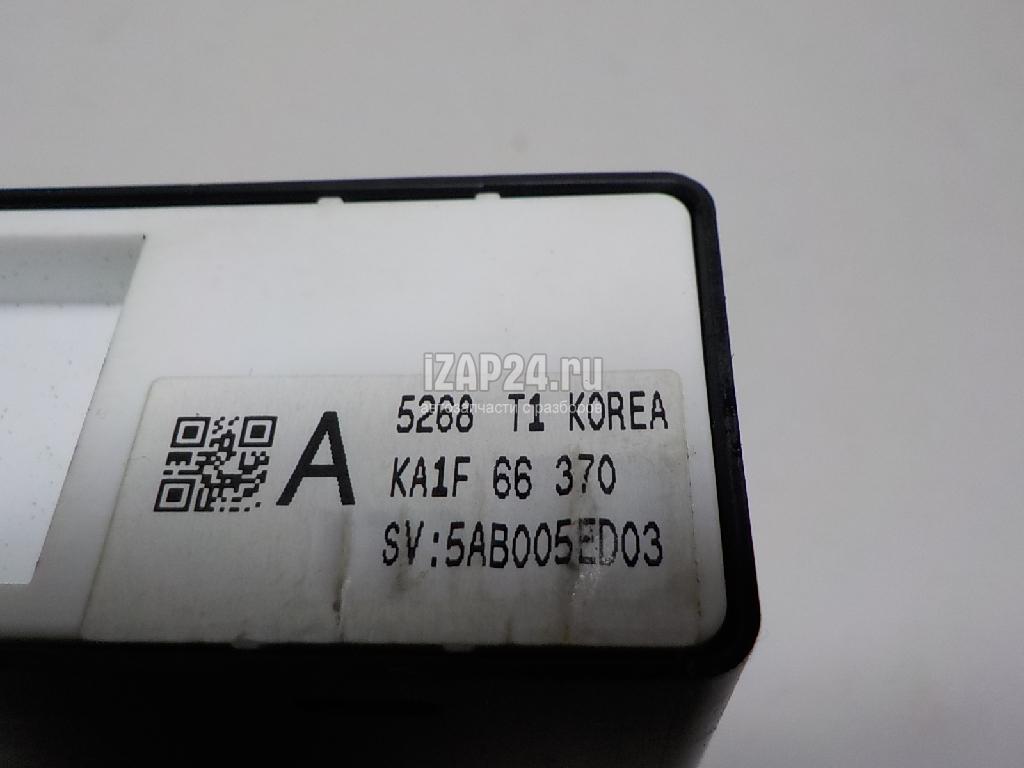 iZAP24.ru
автозапчасти с разборов
5268 T1 KOREA
A
KA1F 66 370
SV:5AB005ED03